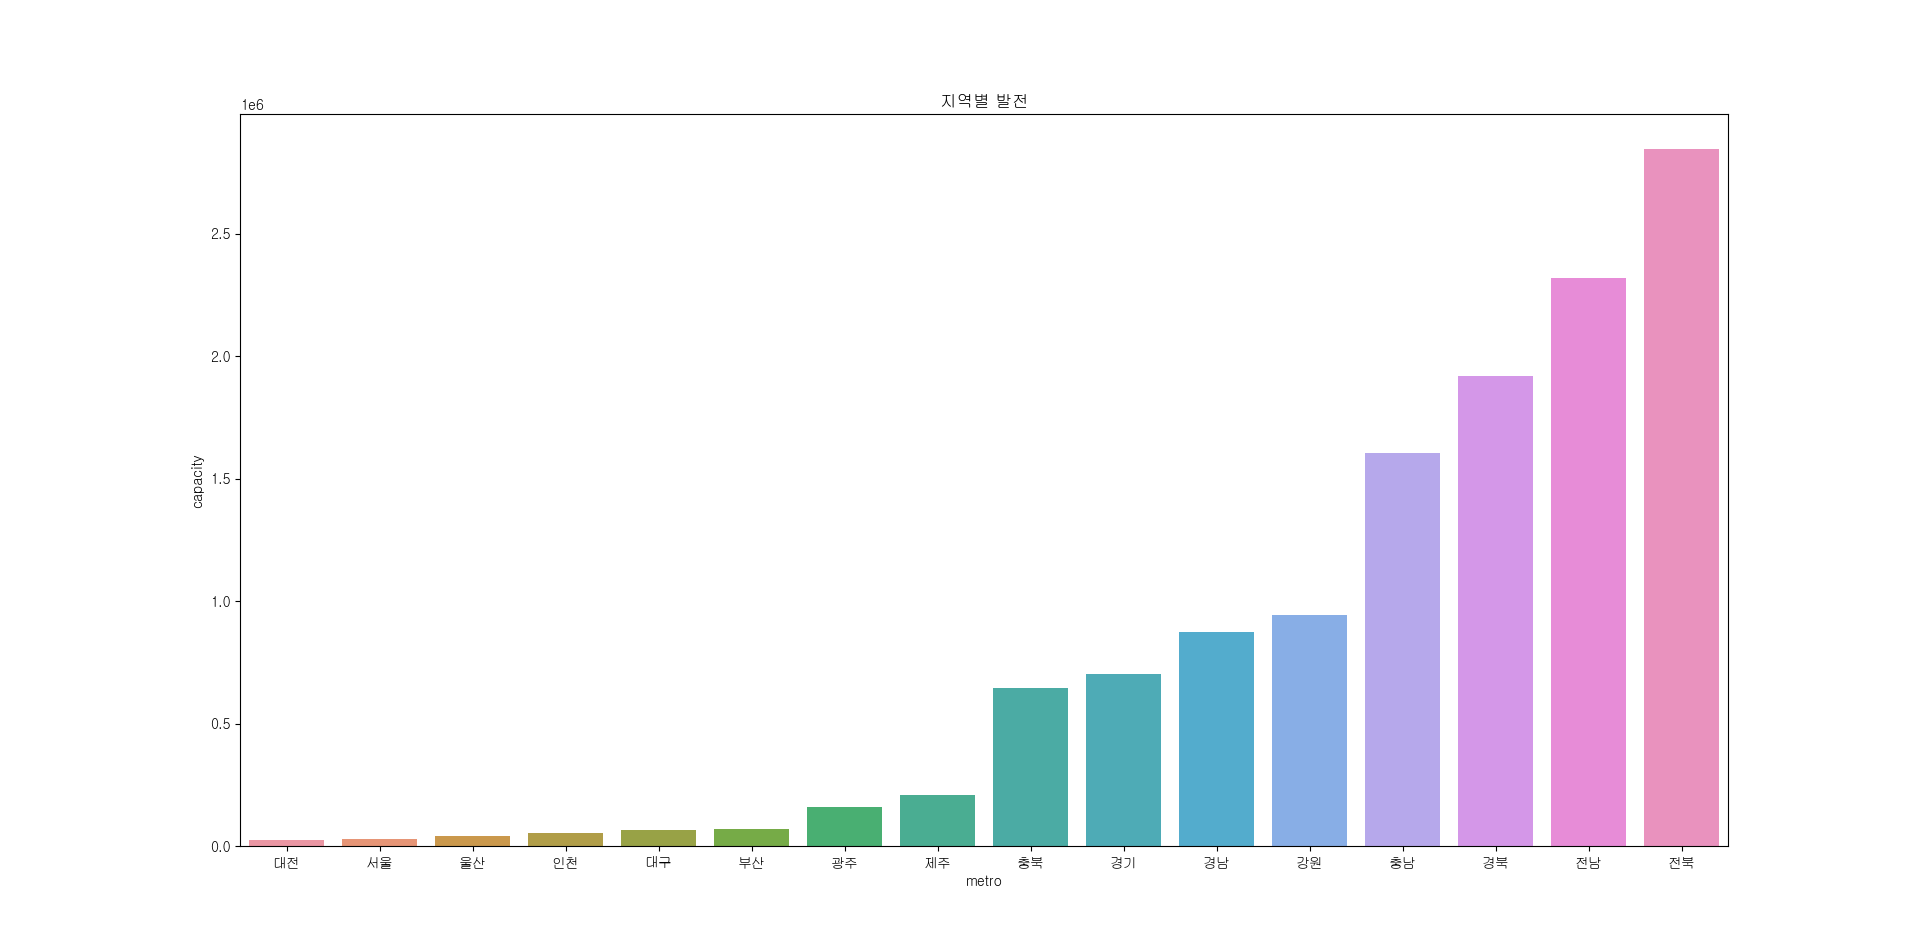 지역별 발전
1e6
2.5
2.0
1.5
1.0
0.5
0.0
capacity
대전 서울 울산 인천 대구 부산 광주 제주 충북 경기 경남 강원 충남 경북 전남 전북
metro